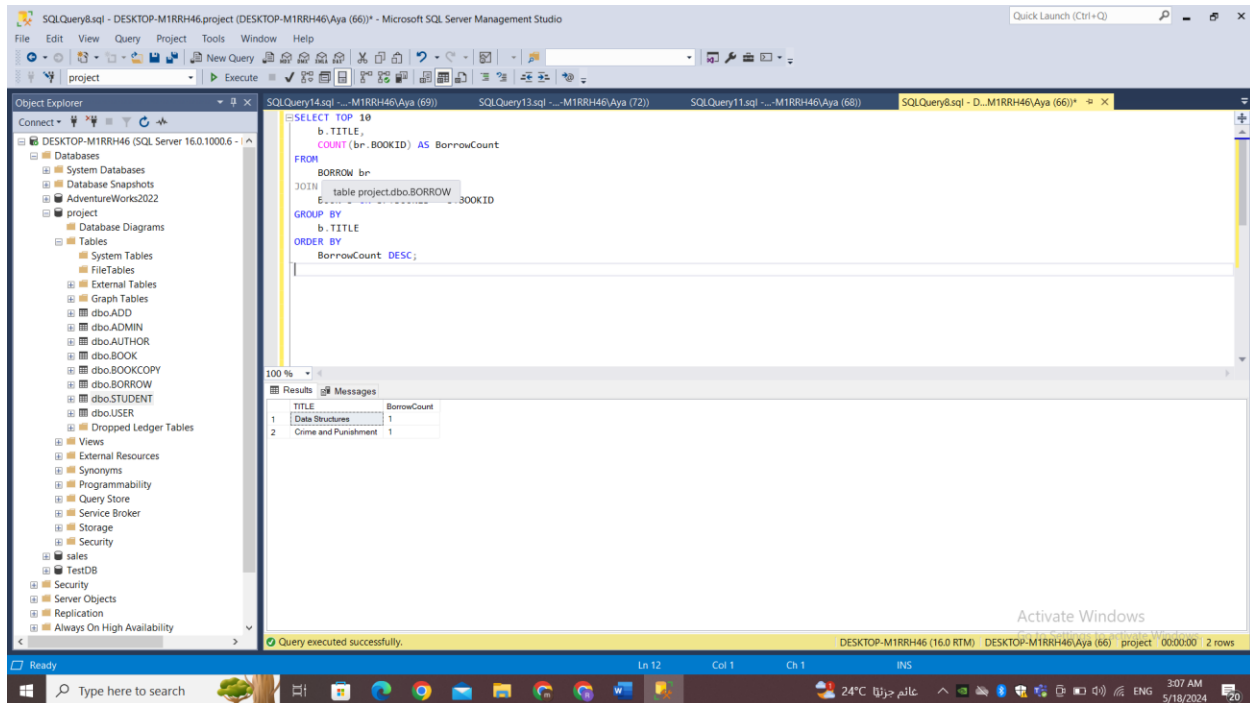 SQLQuery8.sql - DESKTOP-M1RRH46.project (DESKTOP-M1RRH46\Aya (66))* - Microsoft SQL Server Management Studio
Quick Launch (Ctrl+Q)
File Edit View Query Project Tools Window Help
New Query
project
Execute
Object Explorer
SQLQuery14.sql -...-M1RRH46\Aya (69))
SQLQuery13.sql -...-M1RRH46\Aya (72))
SQLQuery11.sql -...-M1RRH46\Aya (68))
SQLQuery8.sql - D...M1RRH46\Aya (66))*
Connect
DESKTOP-M1RRH46 (SQL Server 16.0.1000.6 - (
Databases
System Databases
Database Snapshots
AdventureWorks2022
project
Database Diagrams
Tables
System Tables
FileTables
External Tables
Graph Tables
dbo.ADD
dbo.ADMIN
dbo.AUTHOR
dbo.BOOK
dbo.BOOKCOPY
dbo.BORROW
dbo.STUDENT
dbo.USER
Dropped Ledger Tables
Views
External Resources
Synonyms
Programmability
Query Store
Service Broker
Storage
Security
sales
TestDB
Security
Server Objects
Replication
Always On High Availability
SELECT TOP 10
b.TITLE,
COUNT(br.BOOKID) AS BorrowCount
FROM
BORROW br
JOIN
table project.dbo.BORROW
BOOKID
GROUP BY
b.TITLE
ORDER BY
BorrowCount DESC;
100 %
Results Messages
TITLE BorrowCount
1 Data Structures 1
2 Crime and Punishment 1
Activate Windows
Query executed successfully.
DESKTOP-M1RRH46 (16.0 RTM) DESKTOP-M1RRH46\Aya (66) project 00:00:00 2 rows
Ready
Ln 12 Col 1 Ch 1 INS
Type here to search
24°C غائم جزئيًا
ENG
3:07 AM
5/18/2024
20